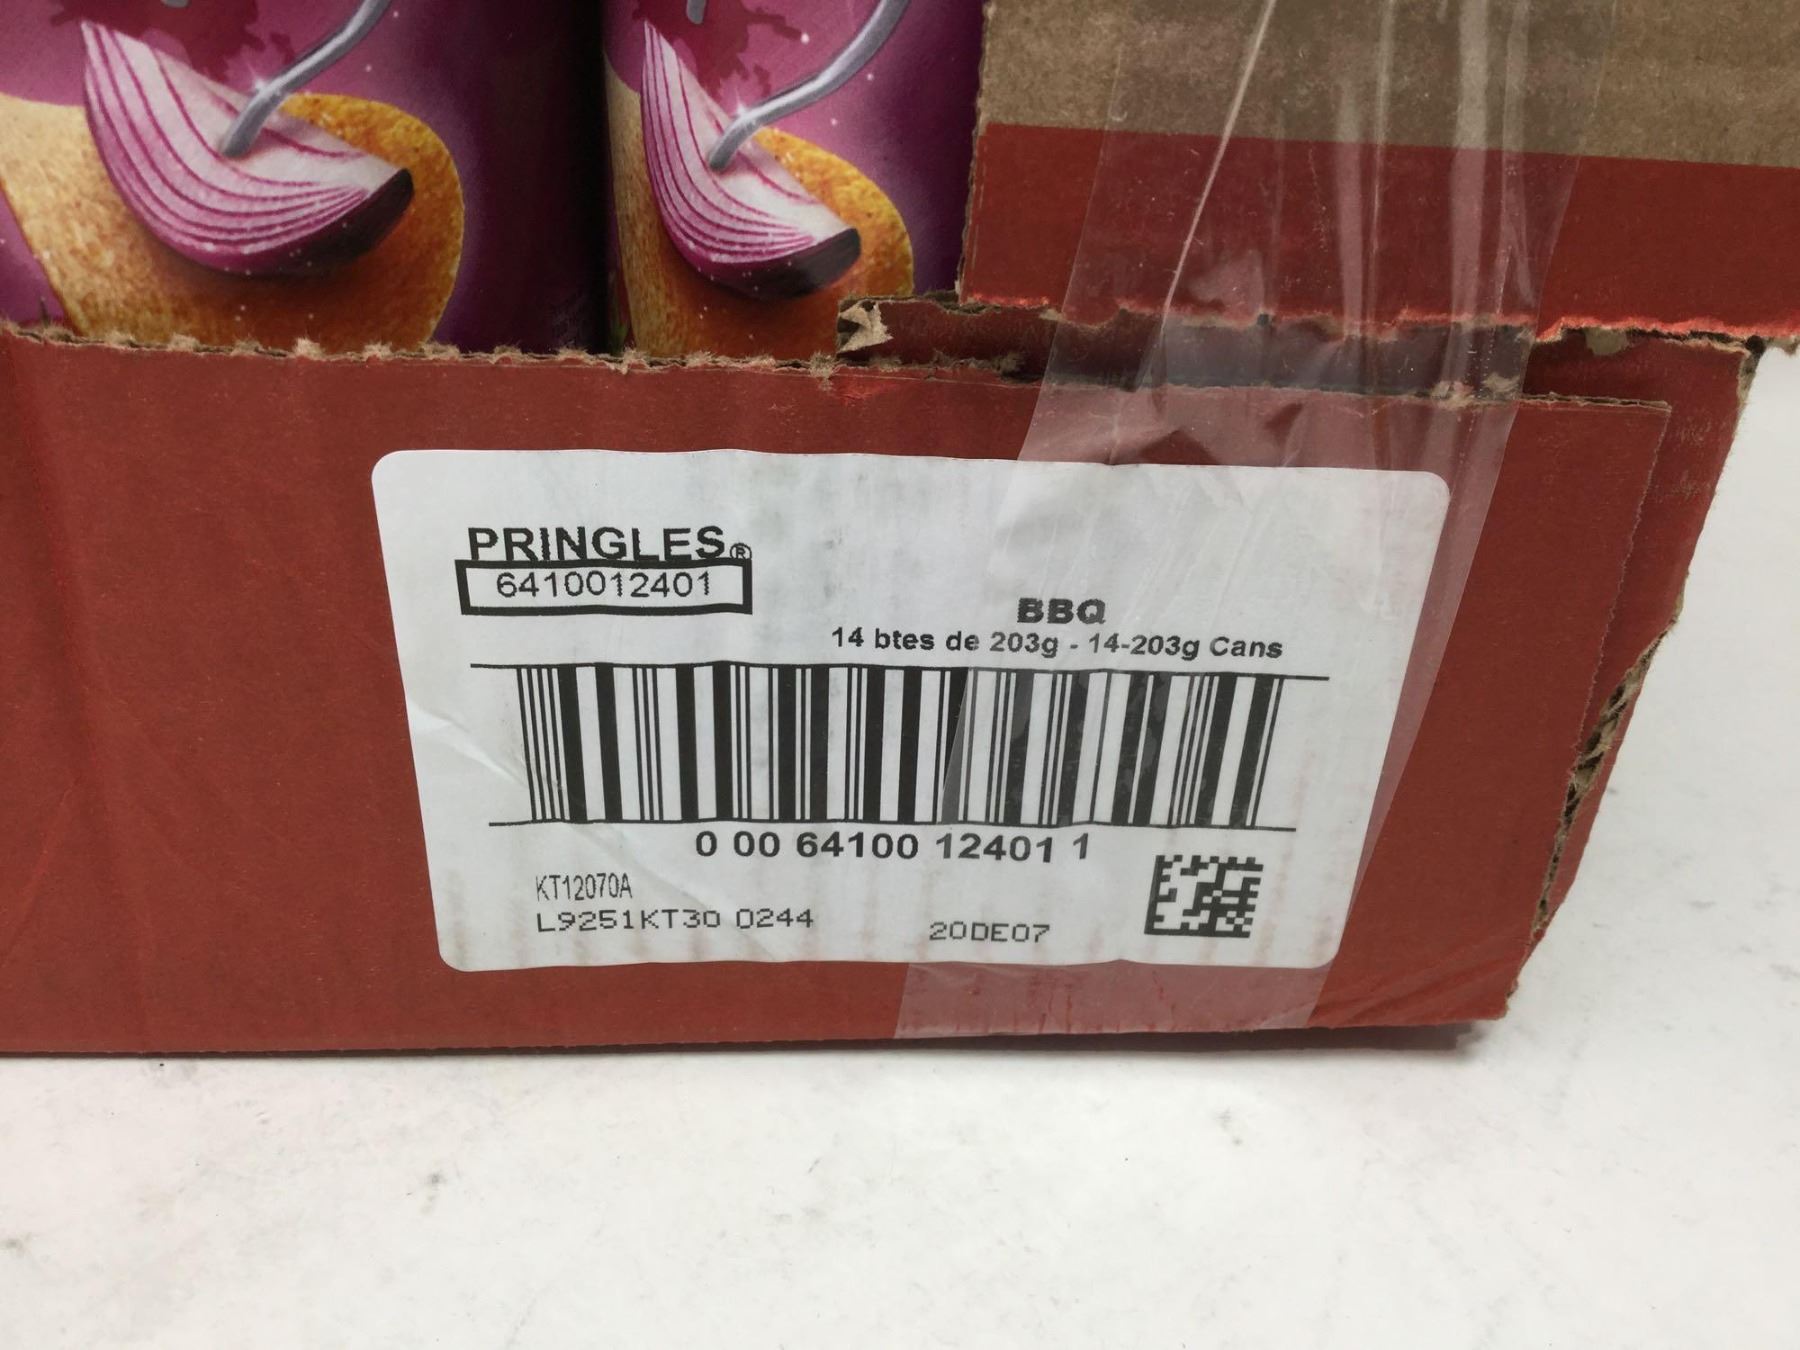 PRINGLES®
6410012401
BBQ
14 btes de 203g - 14-203g Cans
0 00 64100 12401 1
KT12070A
L9251KT30 0244
20DE07